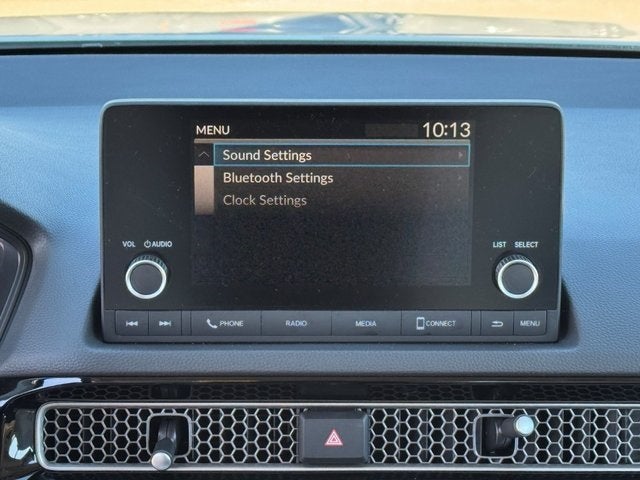 MENU 10:13
Sound Settings
Bluetooth Settings
Clock Settings
VOL AUDIO LIST SELECT
PHONE RADIO MEDIA CONNECT MENU